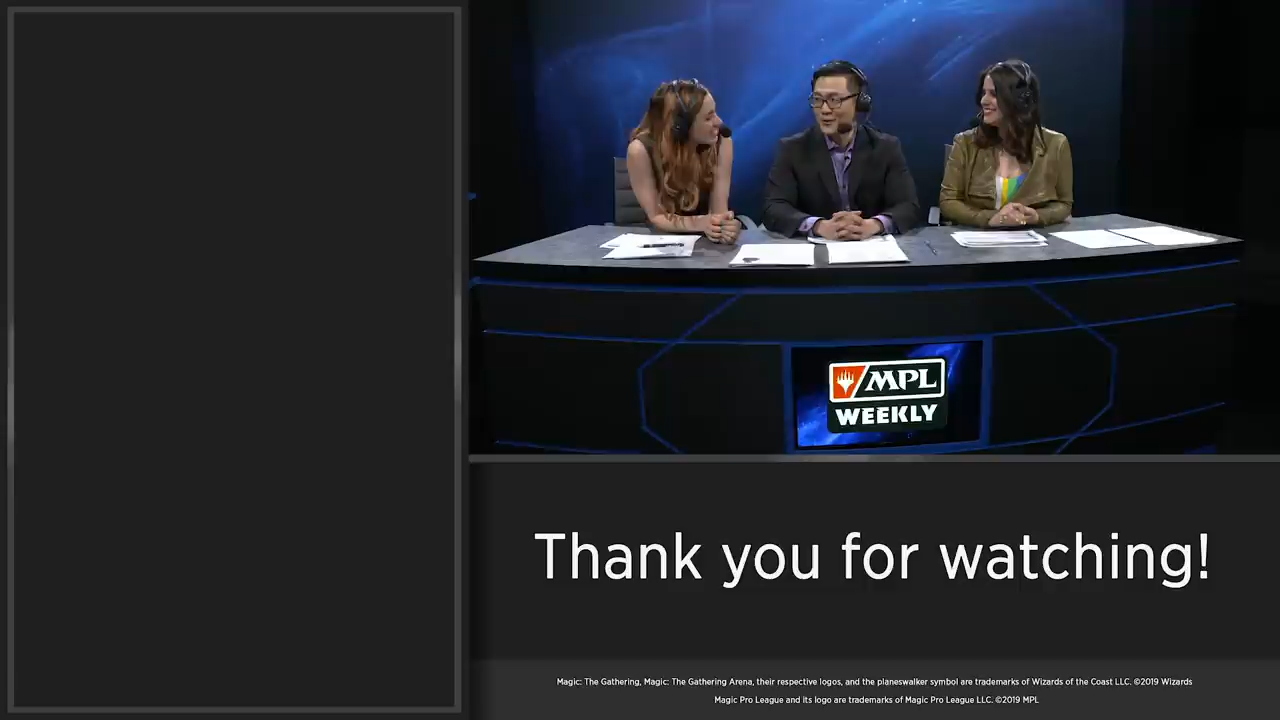 MPL
WEEKLY
Thank you for watching!
Magic: The Gathering, Magic: The Gathering Arena, their respective logos, and the planeswalker symbol are trademarks of Wizards of the Coast LLC. ©2019 Wizards
Magic Pro League and its logo are trademarks of Magic Pro League LLC. ©2019 MPL